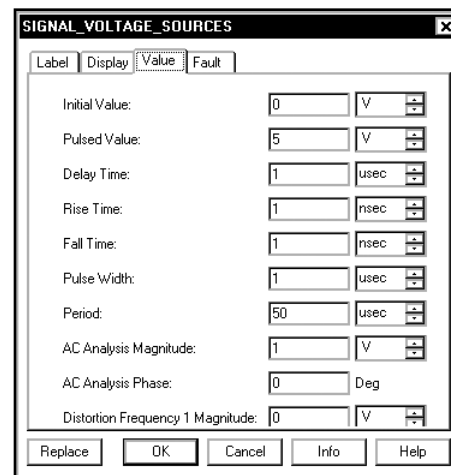 SIGNAL_VOLTAGE_SOURCES
Label Display Value Fault
Initial Value: 0 V
Pulsed Value: 5 V
Delay Time: 1 usec
Rise Time: 1 nsec
Fall Time: 1 nsec
Pulse Width: 1 usec
Period: 50 usec
AC Analysis Magnitude: 1 V
AC Analysis Phase: 0 Deg
Distortion Frequency 1 Magnitude: 0 V
Replace OK Cancel Info Help